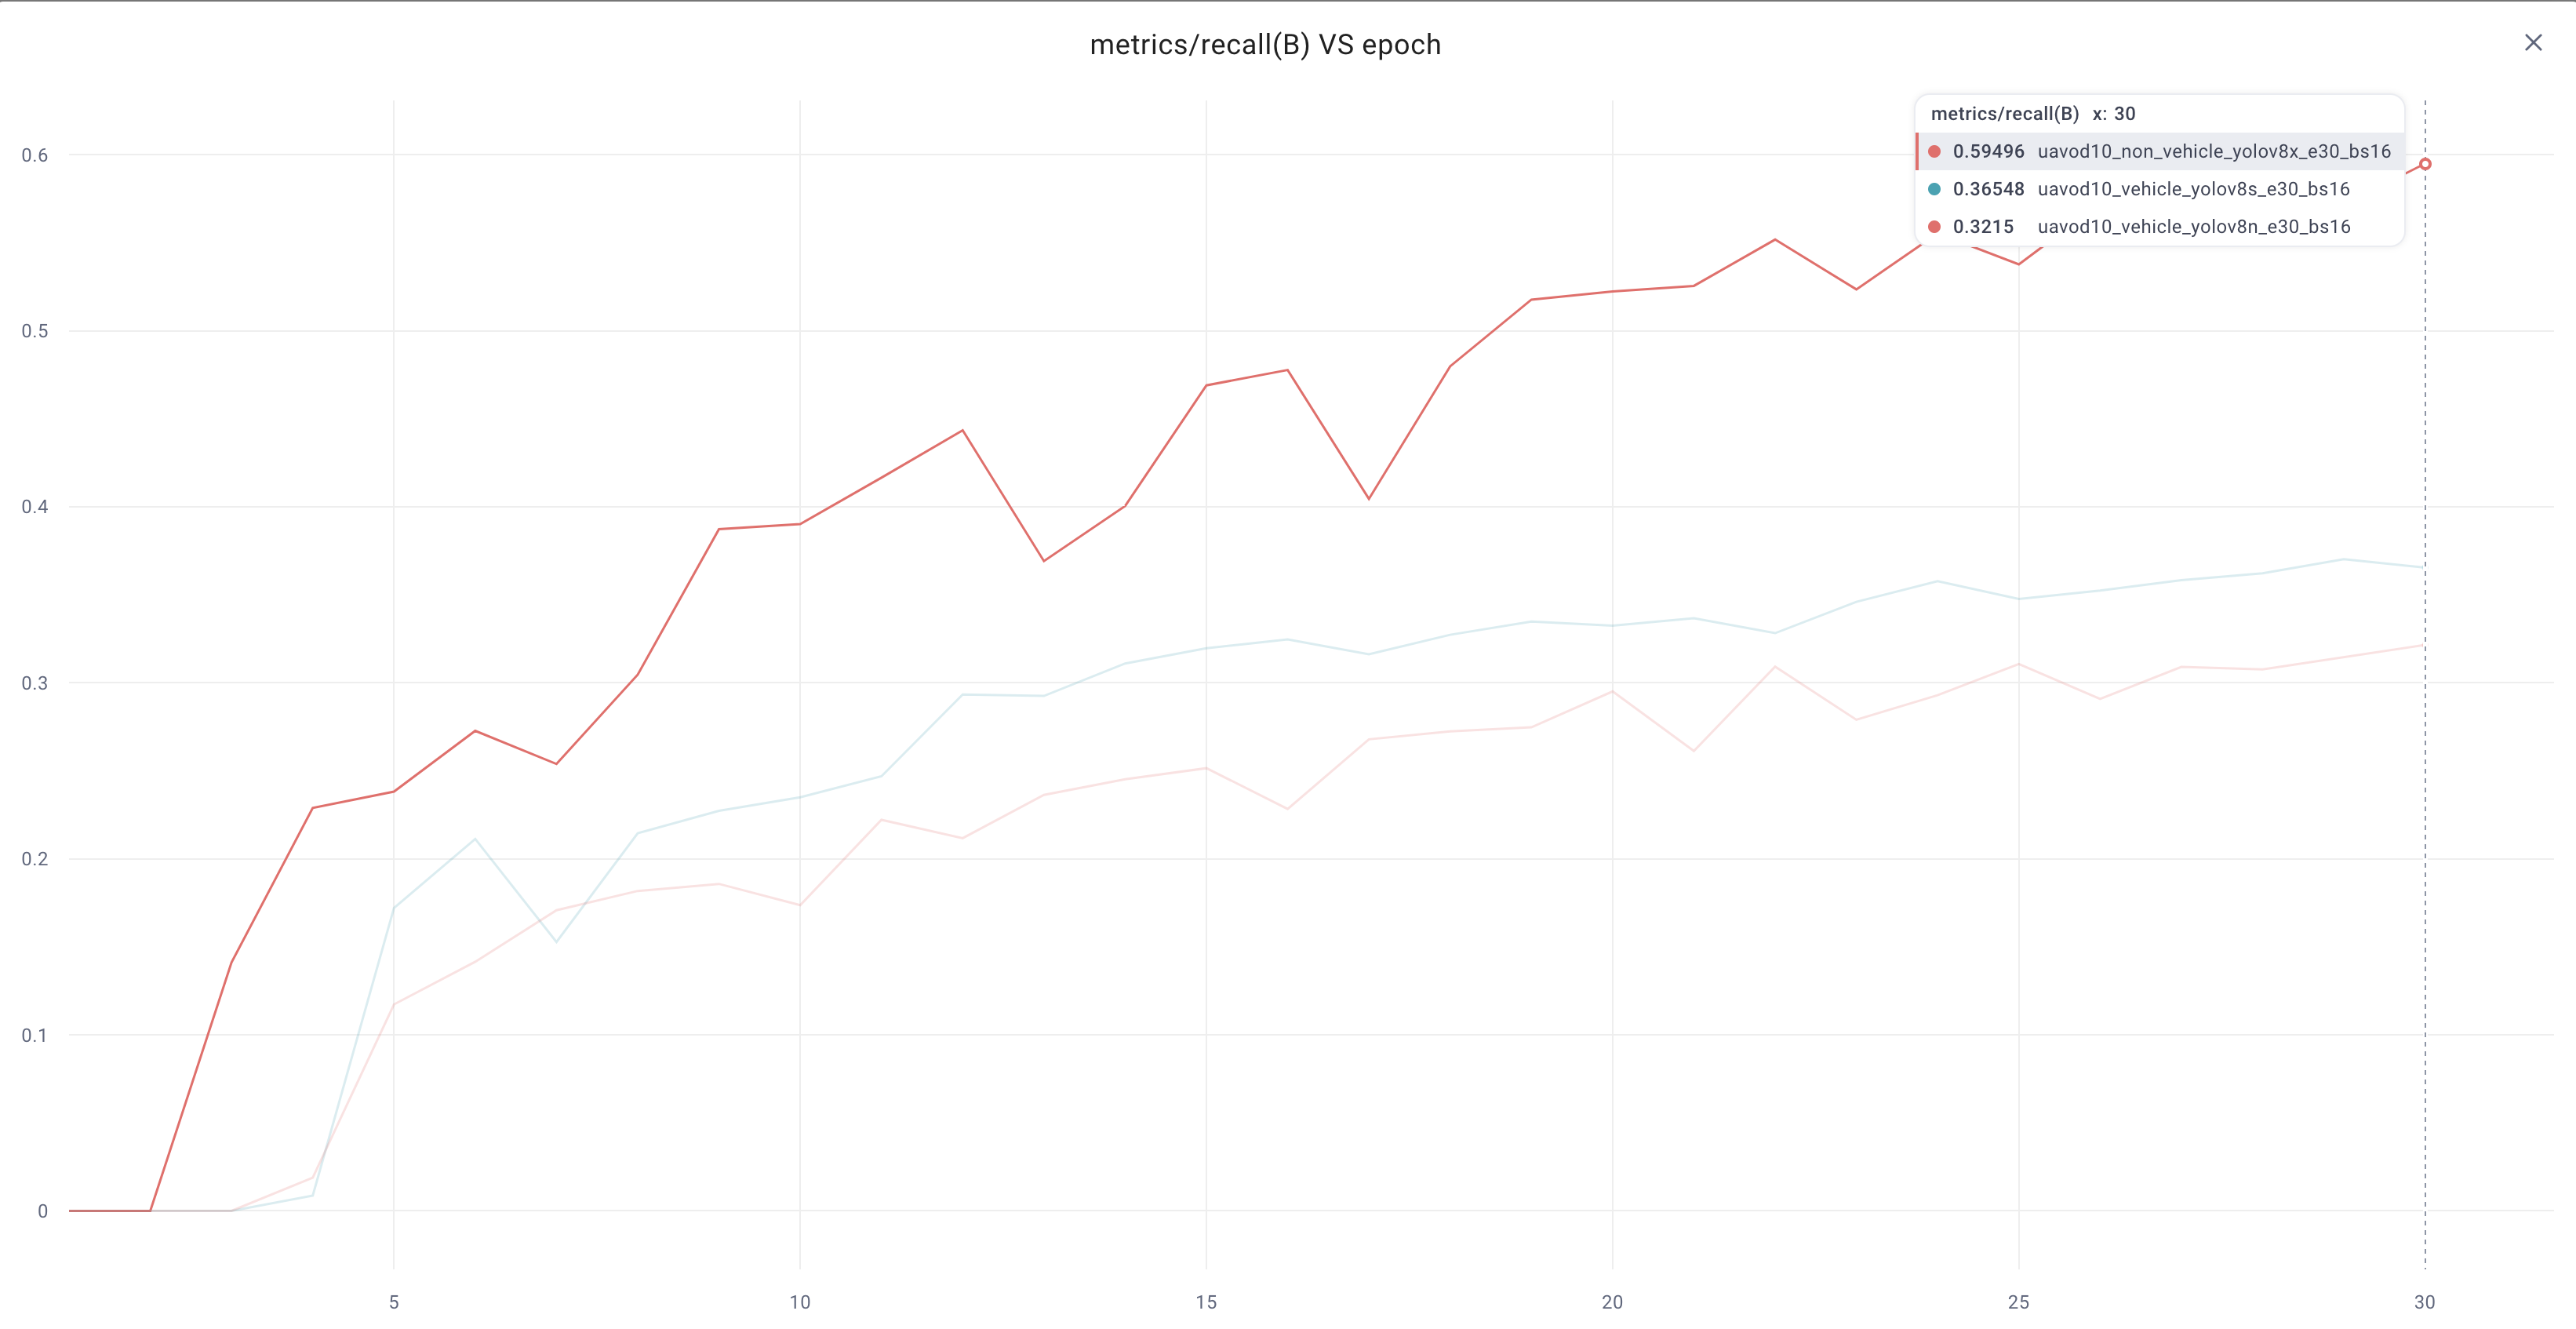 metrics/recall(B) VS epoch
metrics/recall(B) x: 30
0.59496 uavod10_non_vehicle_yolov8x_e30_bs16
0.36548 uavod10_vehicle_yolov8s_e30_bs16
0.3215 uavod10_vehicle_yolov8n_e30_bs16
0.6
0.5
0.4
0.3
0.2
0.1
0
5 10 15 20 25 30